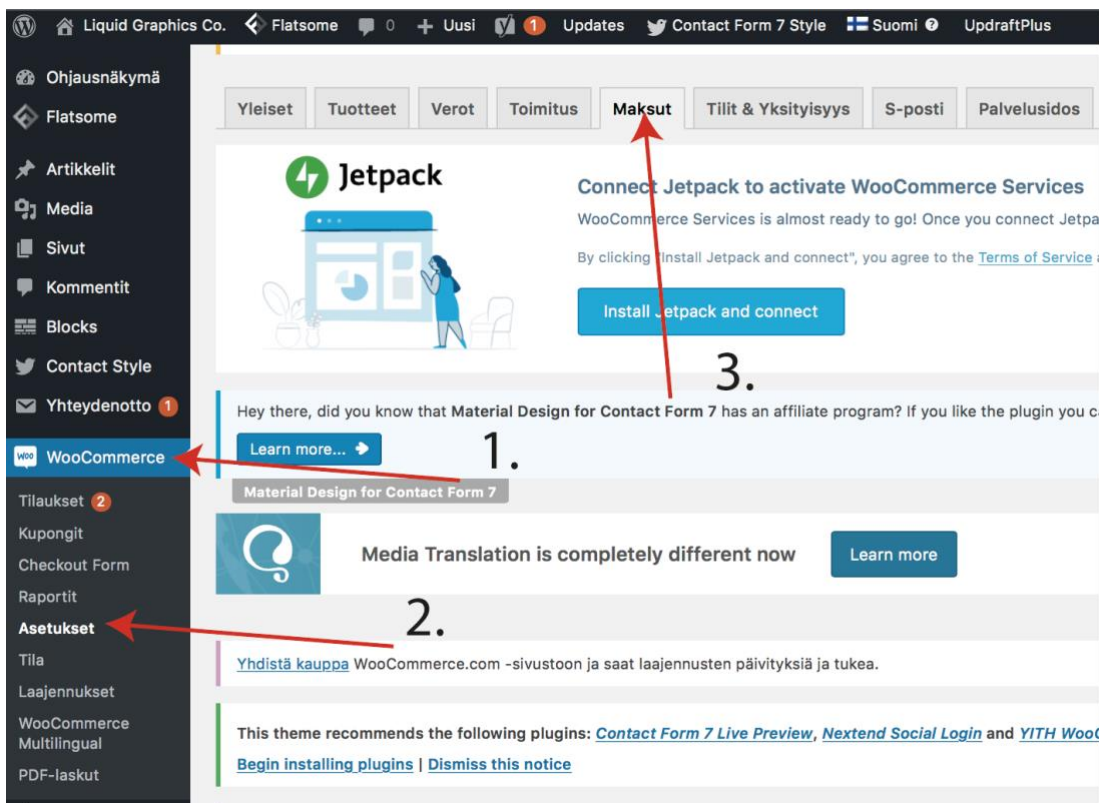 Liquid Graphics Co. Flatsome 0 + Uusi 1 Updates Contact Form 7 Style Suomi UpdraftPlus
Ohjausnäkymä
Flatsome
Artikkelit
Media
Sivut
Kommentit
Blocks
Contact Style
Yhteydenotto 1
WooCommerce
Tilaukset 2
Kupongit
Checkout Form
Raportit
Asetukset
Tila
Laajennukset
WooCommerce
Multilingual
PDF-laskut
Yleiset Tuotteet Verot Toimitus Maksut Tilit & Yksityisyys S-posti Palvelusidos
Jetpack
Connect Jetpack to activate WooCommerce Services
WooCommerce Services is almost ready to go! Once you connect Jetpa
By clicking "Install Jetpack and connect", you agree to the Terms of Service a
Install Jetpack and connect
3.
Hey there, did you know that Material Design for Contact Form 7 has an affiliate program? If you like the plugin you ca
Learn more...
1.
Material Design for Contact Form 7
Media Translation is completely different now
Learn more
2.
Yhdistä kauppa WooCommerce.com -sivustoon ja saat laajennusten päivityksiä ja tukea.
This theme recommends the following plugins: Contact Form 7 Live Preview, Nextend Social Login and YITH WooC
Begin installing plugins | Dismiss this notice